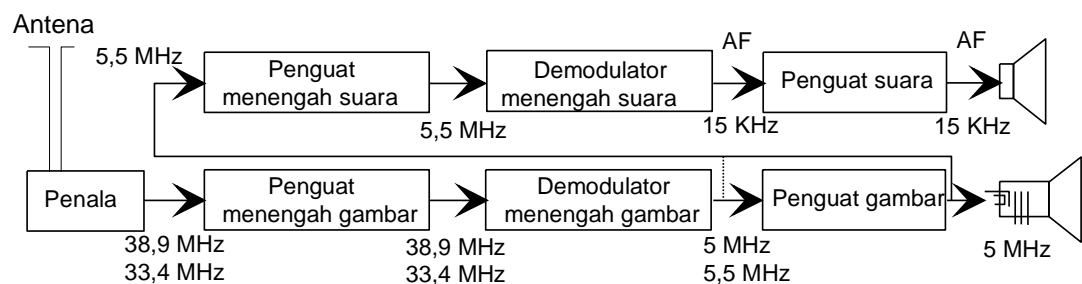 Antena
5,5 MHz
Penguat
menengah suara
5,5 MHz
Demodulator
menengah suara
AF
15 KHz
Penguat suara
AF
15 KHz
Penala
38,9 MHz
33,4 MHz
Penguat
menengah gambar
38,9 MHz
33,4 MHz
Demodulator
menengah gambar
5 MHz
5,5 MHz
Penguat gambar
5 MHz